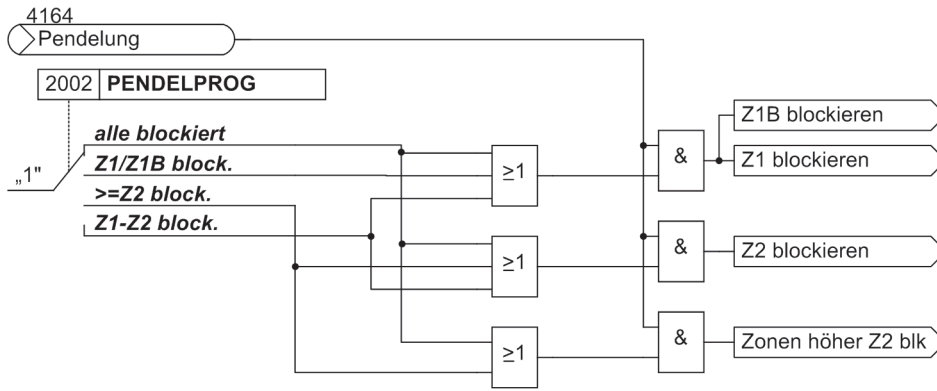 4164
Pendelung
2002 PENDELPROG
„1"
alle blockiert
Z1/Z1B block.
>=Z2 block.
Z1-Z2 block.
≥1
≥1
≥1
&
&
&
Z1B blockieren
Z1 blockieren
Z2 blockieren
Zonen höher Z2 blk